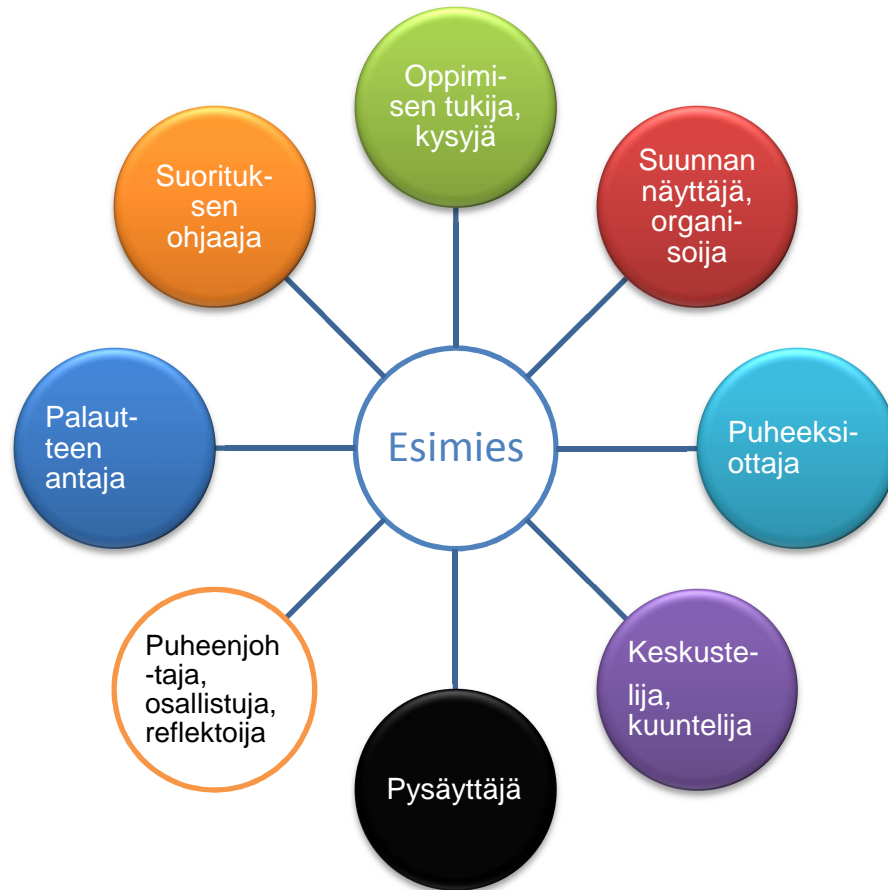 Oppimi-
sen tukija,
kysyjä
Suunnan
näyttäjä,
organi-
soija
Puheeksi-
ottaja
Keskuste-
lija,
kuuntelija
Pysäyttäjä
Puheenjoh
-taja,
osallistuja,
reflektoija
Palaut-
teen
antaja
Suorituk-
sen
ohjaaja
Esimies